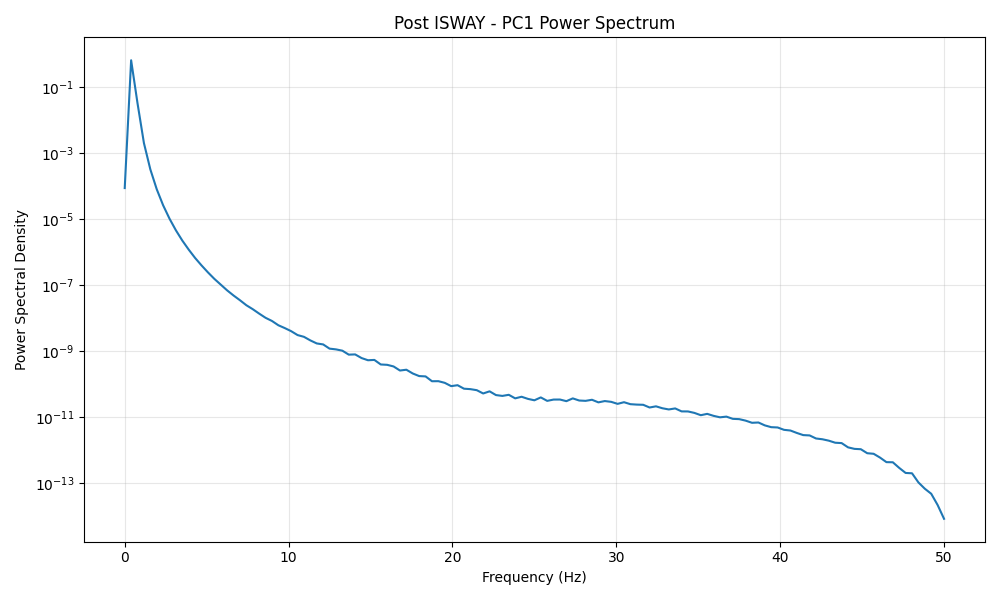 Post ISWAY - PC1 Power Spectrum
Power Spectral Density
10⁻¹
10⁻³
10⁻⁵
10⁻⁷
10⁻⁹
10⁻¹¹
10⁻¹³
0 10 20 30 40 50
Frequency (Hz)